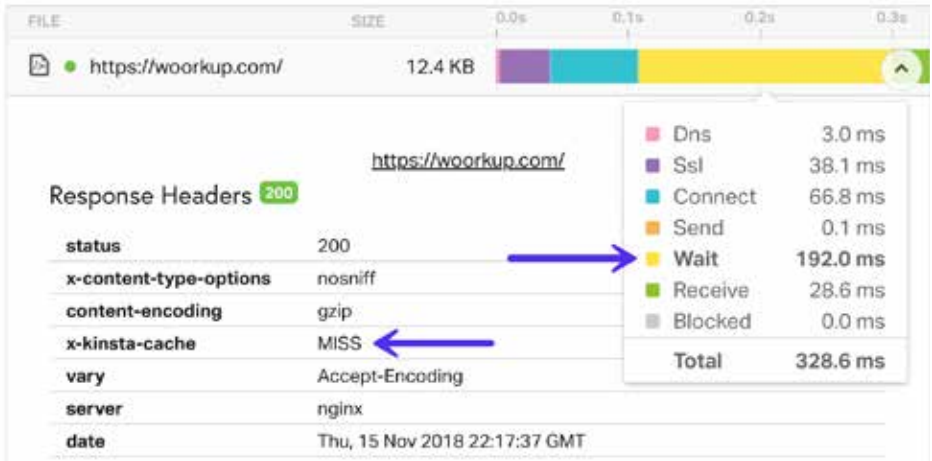 FILE SIZE 0.0s 0.1s 0.2s 0.3s
https://woorkup.com/ 12.4 KB
https://woorkup.com/
Response Headers 200
status 200
x-content-type-options nosniff
content-encoding gzip
x-kinsta-cache MISS
vary Accept-Encoding
server nginx
date Thu, 15 Nov 2018 22:17:37 GMT
Dns 3.0 ms
Ssl 38.1 ms
Connect 66.8 ms
Send 0.1 ms
Wait 192.0 ms
Receive 28.6 ms
Blocked 0.0 ms
Total 328.6 ms